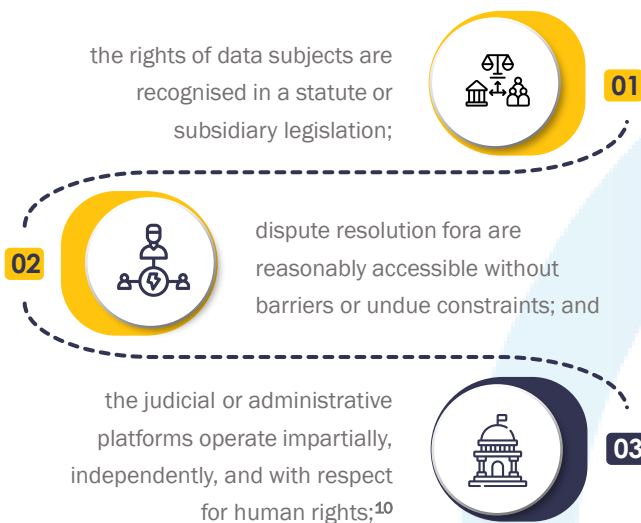 the rights of data subjects are
recognised in a statute or
subsidiary legislation;
01
02
dispute resolution fora are
reasonably accessible without
barriers or undue constraints; and
the judicial or administrative
platforms operate impartially,
independently, and with respect
for human rights;10
03